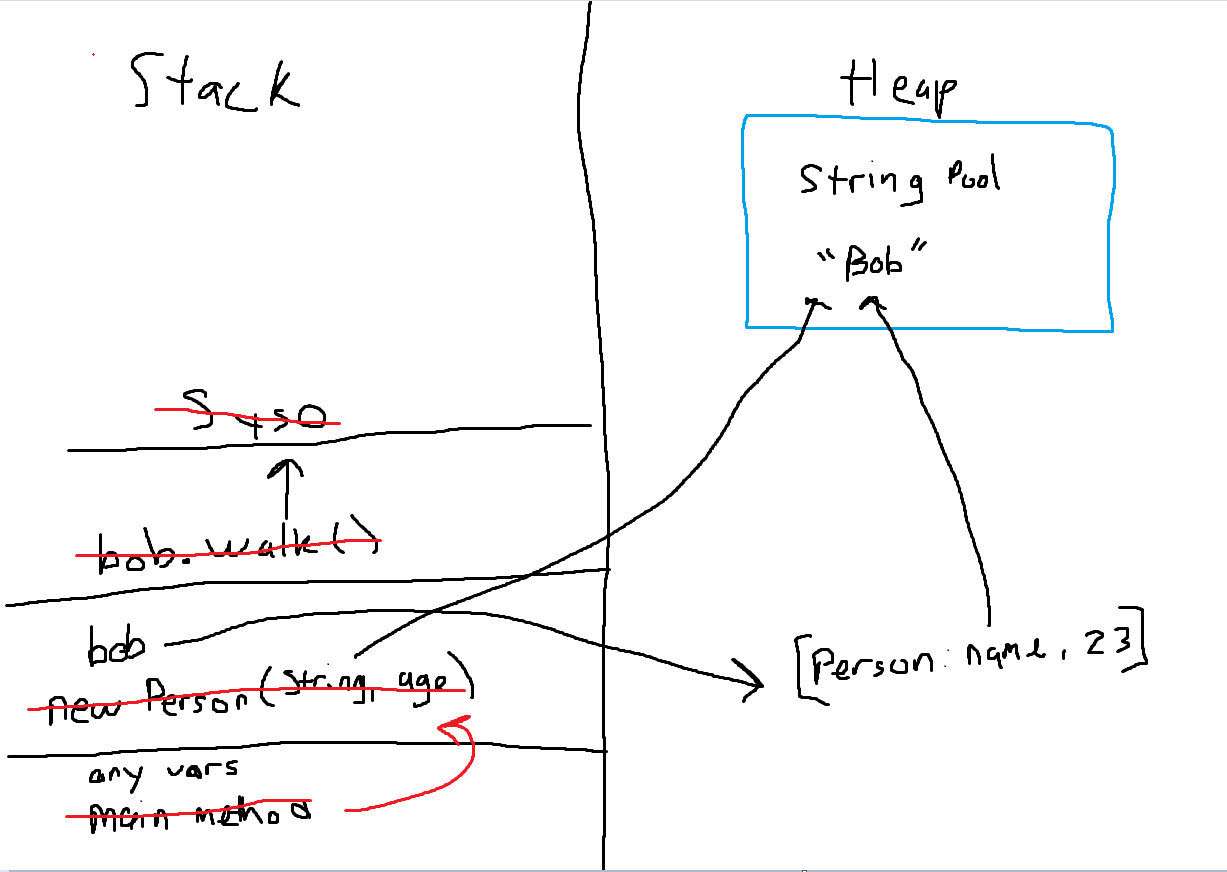 Stack
Heap
String Pool
"Bob"
Syso
bob.walk()
bob
new Person(String, age)
[Person: name, 23]
any vars
main method